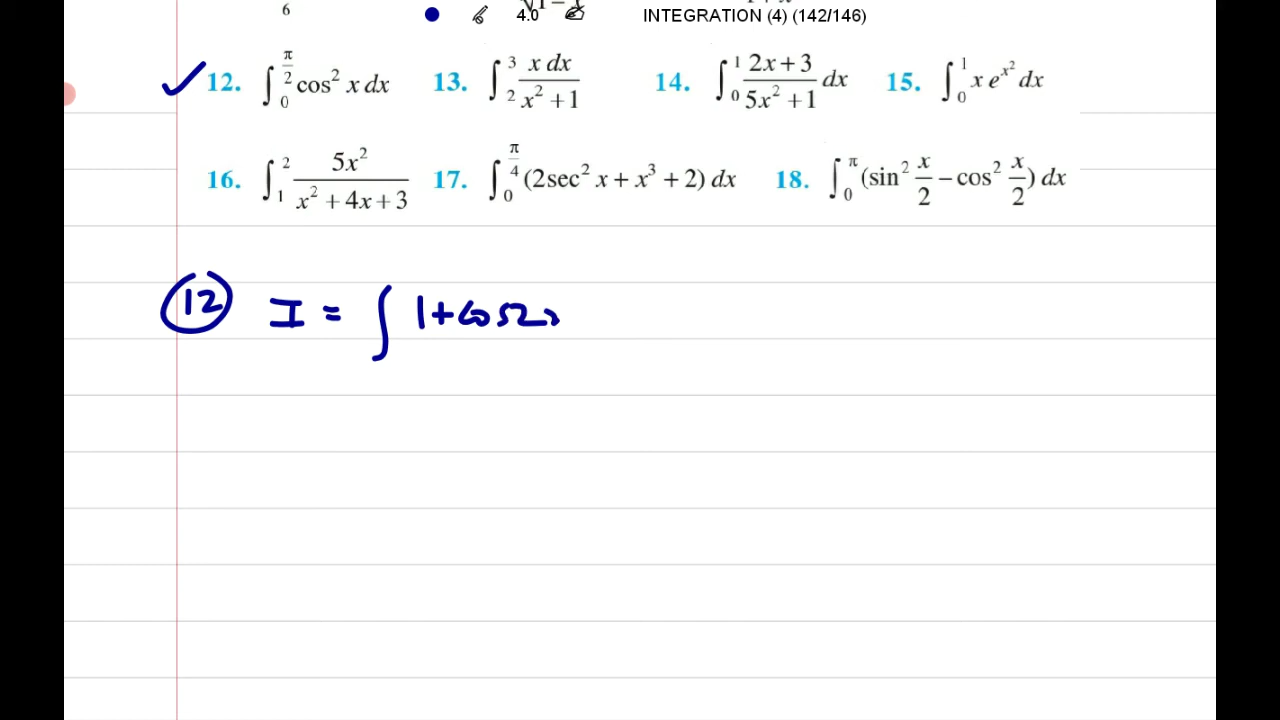 6
4.0 INTEGRATION (4) (142/146)
12. ∫₀^(π/2) cos² x dx 13. ∫₂³ x dx / (x² + 1) 14. ∫₀¹ (2x + 3)/(5x² + 1) dx 15. ∫₀¹ x e^(x²) dx
16. ∫₁² 5x²/(x² + 4x + 3) 17. ∫₀^(π/4) (2sec² x + x³ + 2) dx 18. ∫₀^π (sin² x/2 – cos² x/2) dx
12 I = ∫ 1+cos2x